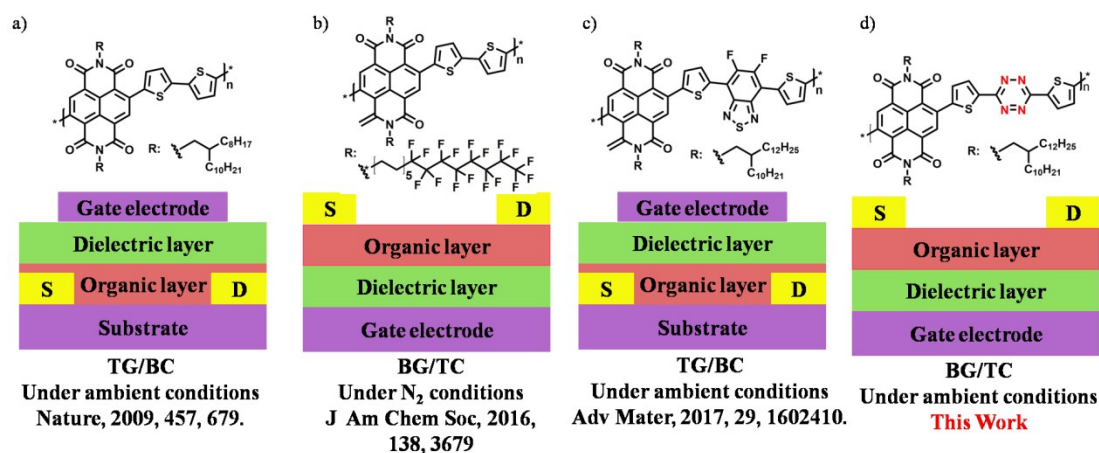 a)
R
O N O
S
S
*
n
*
O N O
R
R:
C8H17
C10H21
Gate electrode
Dielectric layer
S Organic layer D
Substrate
TG/BC
Under ambient conditions
Nature, 2009, 457, 679.
b)
R
O N O
S
S
*
n
*
N O
R
R:
F F F F F F F F
5
F F F F F F F F F
S D
Organic layer
Dielectric layer
Gate electrode
BG/TC
Under N2 conditions
J Am Chem Soc, 2016,
138, 3679
c)
R
O N O
F F
S
S
*
n
N N
S
*
N O
R
R:
C12H25
C10H21
Gate electrode
Dielectric layer
S Organic layer D
Substrate
TG/BC
Under ambient conditions
Adv Mater, 2017, 29, 1602410.
d)
R
O N O
N N
S
S
*
n
N N
*
O N O
R
R:
C12H25
C10H21
S D
Organic layer
Dielectric layer
Gate electrode
BG/TC
Under ambient conditions
This Work